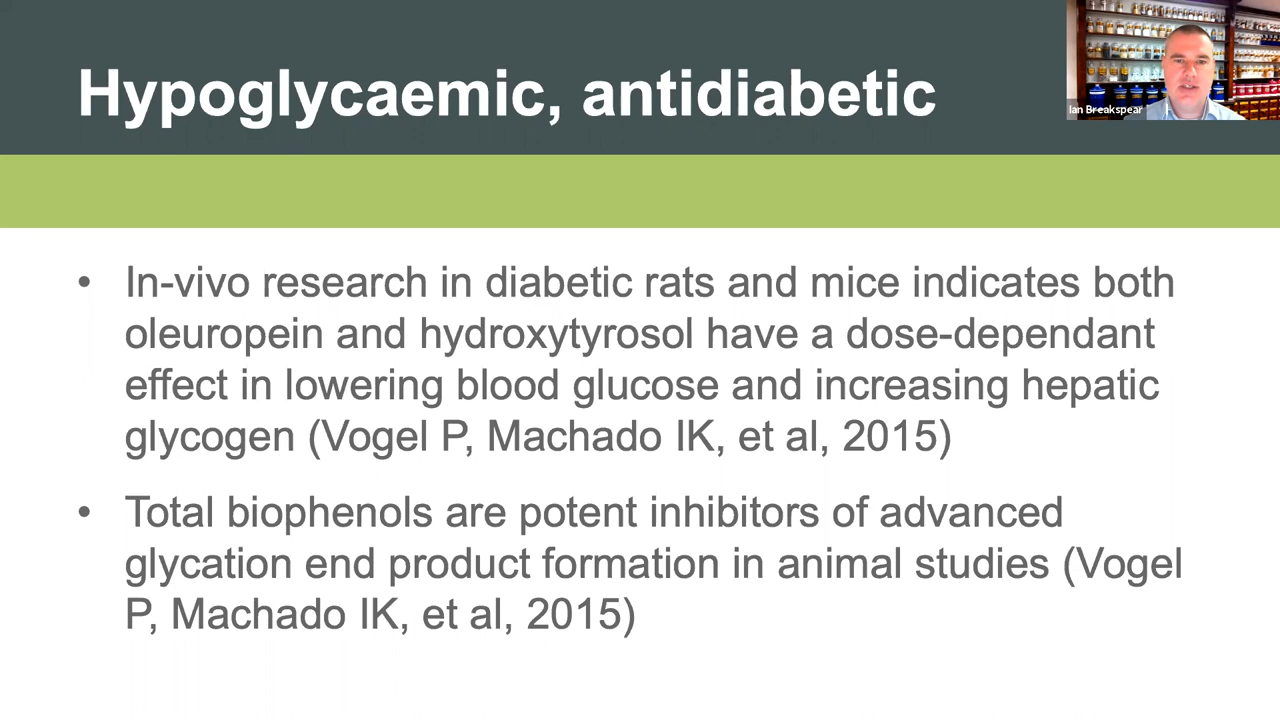 Hypoglycaemic, antidiabetic
Ian Breakspear
• In-vivo research in diabetic rats and mice indicates both
oleuropein and hydroxytyrosol have a dose-dependant
effect in lowering blood glucose and increasing hepatic
glycogen (Vogel P, Machado IK, et al, 2015)
• Total biophenols are potent inhibitors of advanced
glycation end product formation in animal studies (Vogel
P, Machado IK, et al, 2015)